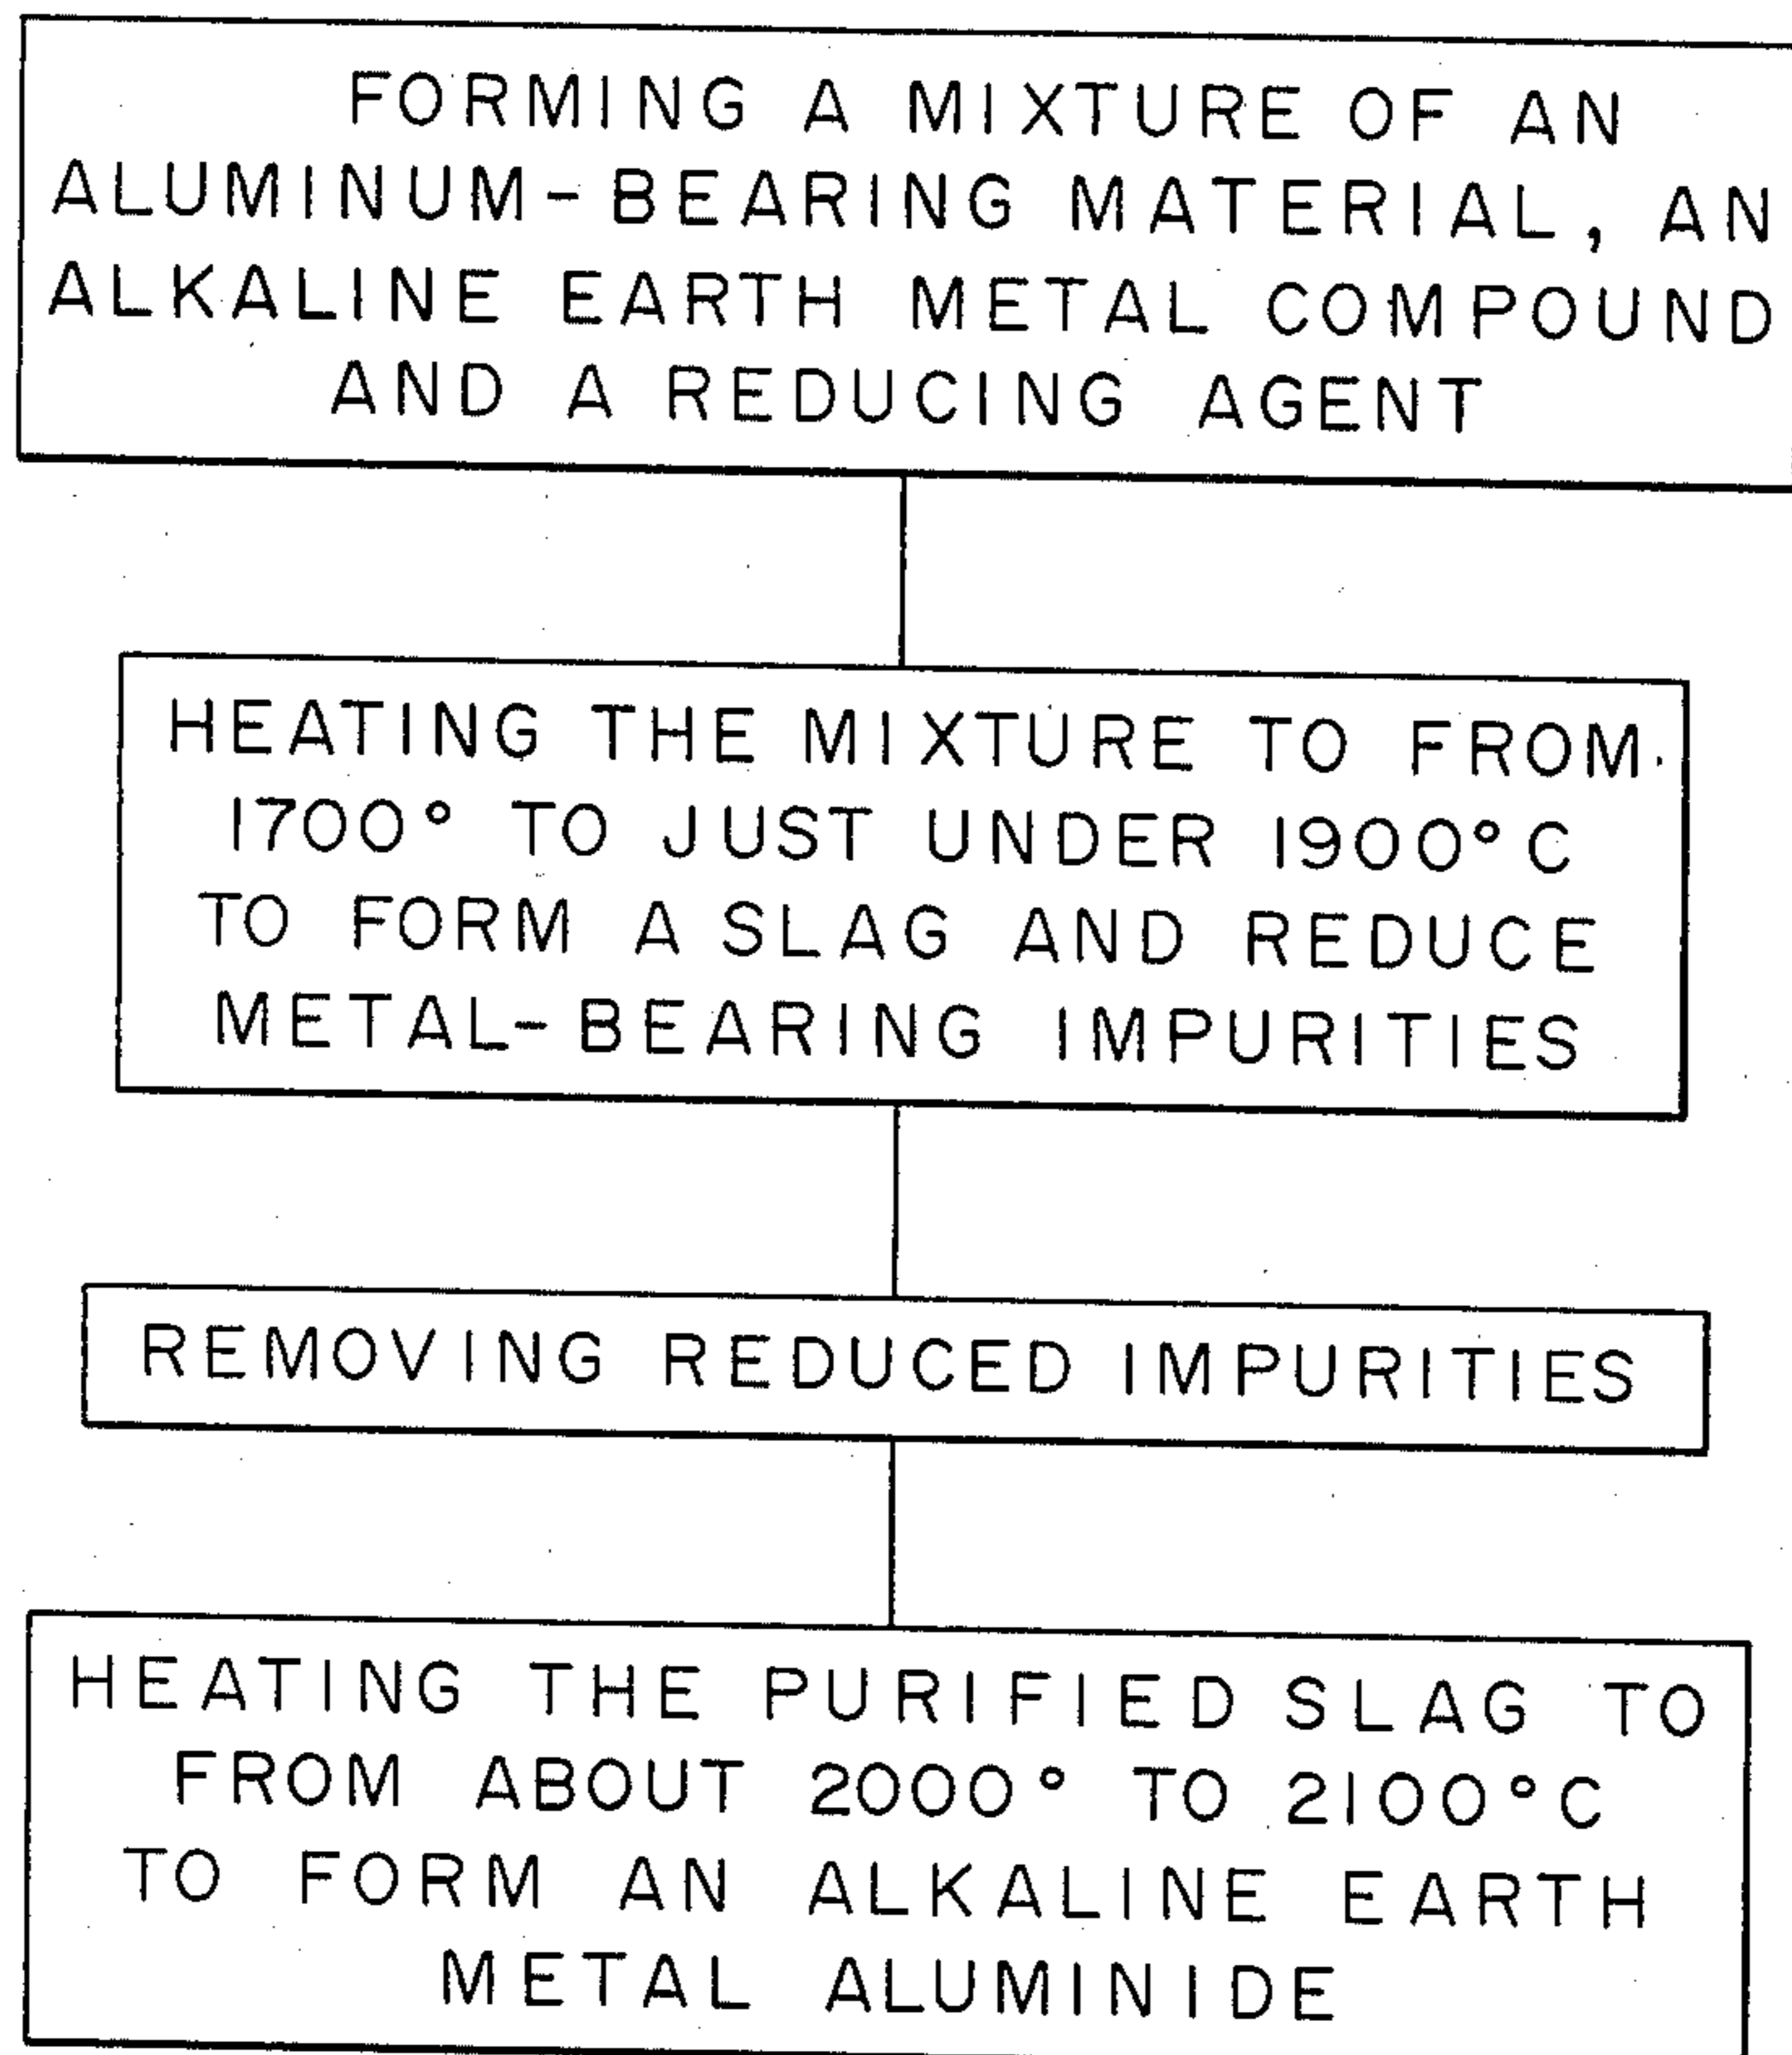 FORMING A MIXTURE OF AN
ALUMINUM-BEARING MATERIAL, AN
ALKALINE EARTH METAL COMPOUND
AND A REDUCING AGENT
HEATING THE MIXTURE TO FROM
1700° TO JUST UNDER 1900°C
TO FORM A SLAG AND REDUCE
METAL-BEARING IMPURITIES
REMOVING REDUCED IMPURITIES
HEATING THE PURIFIED SLAG TO
FROM ABOUT 2000° TO 2100°C
TO FORM AN ALKALINE EARTH
METAL ALUMINIDE